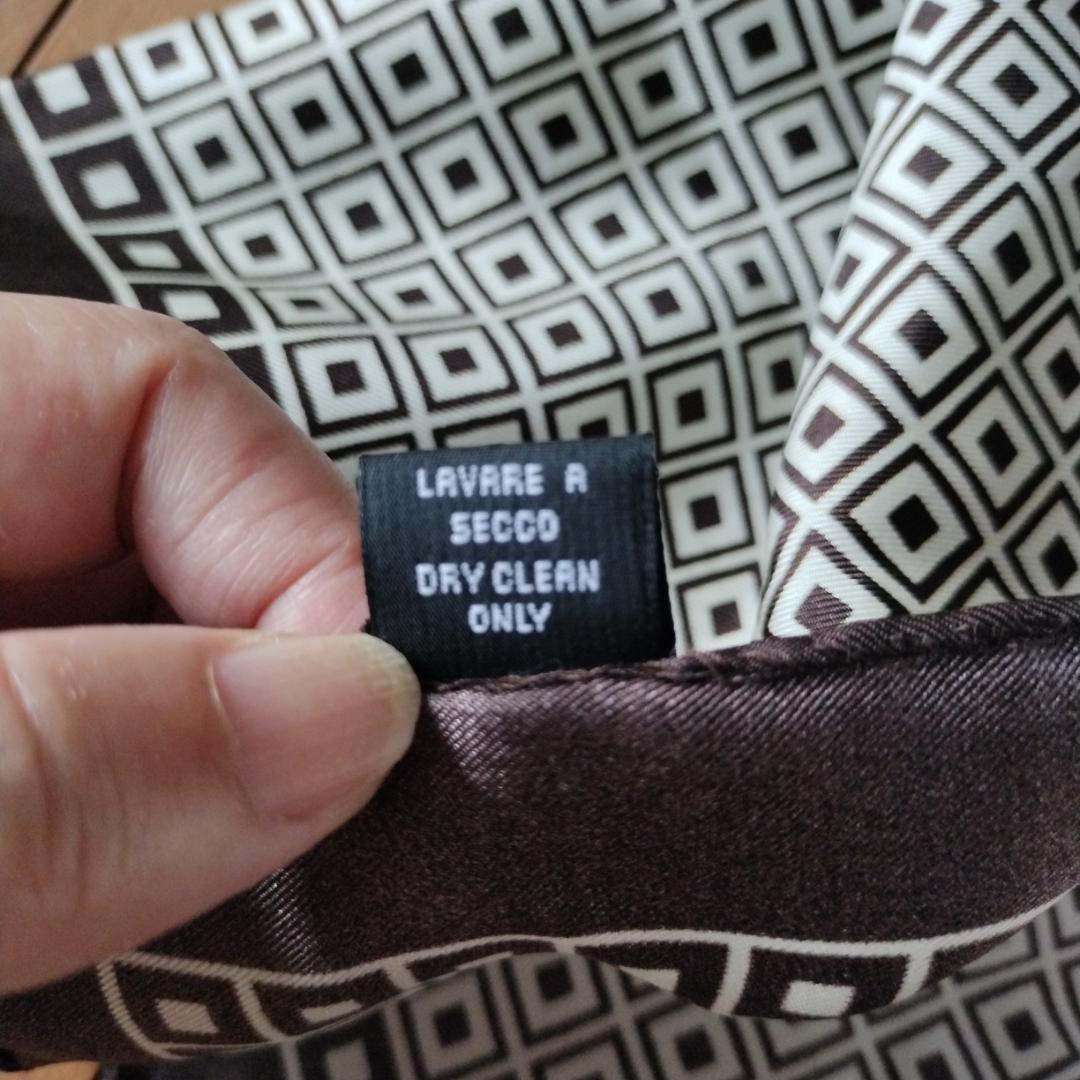 LAVARE A
SECCO
DRY CLEAN
ONLY